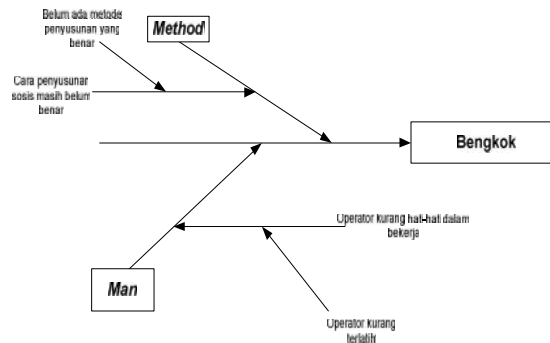 Belum ada metode
penyusunan yang
benar
Method
Cara penyusunan
sosis masih belum
benar
Bengkok
Operator kurang hati-hati dalam
bekerja
Man
Operator kurang
terlatih